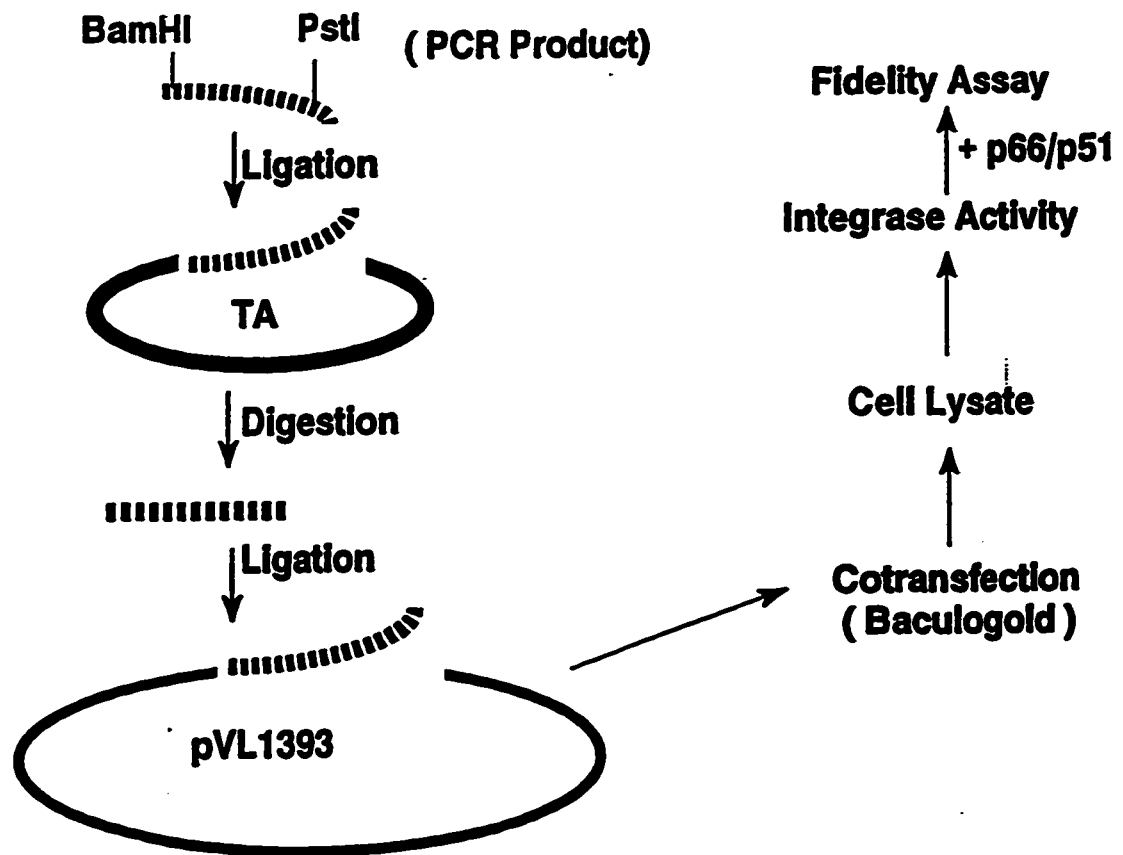 BamHI PstI (PCR Product)
Ligation
TA
Digestion
Ligation
pVL1393
Fidelity Assay
+ p66/p51
Integrase Activity
Cell Lysate
Cotransfection
(Baculogold)